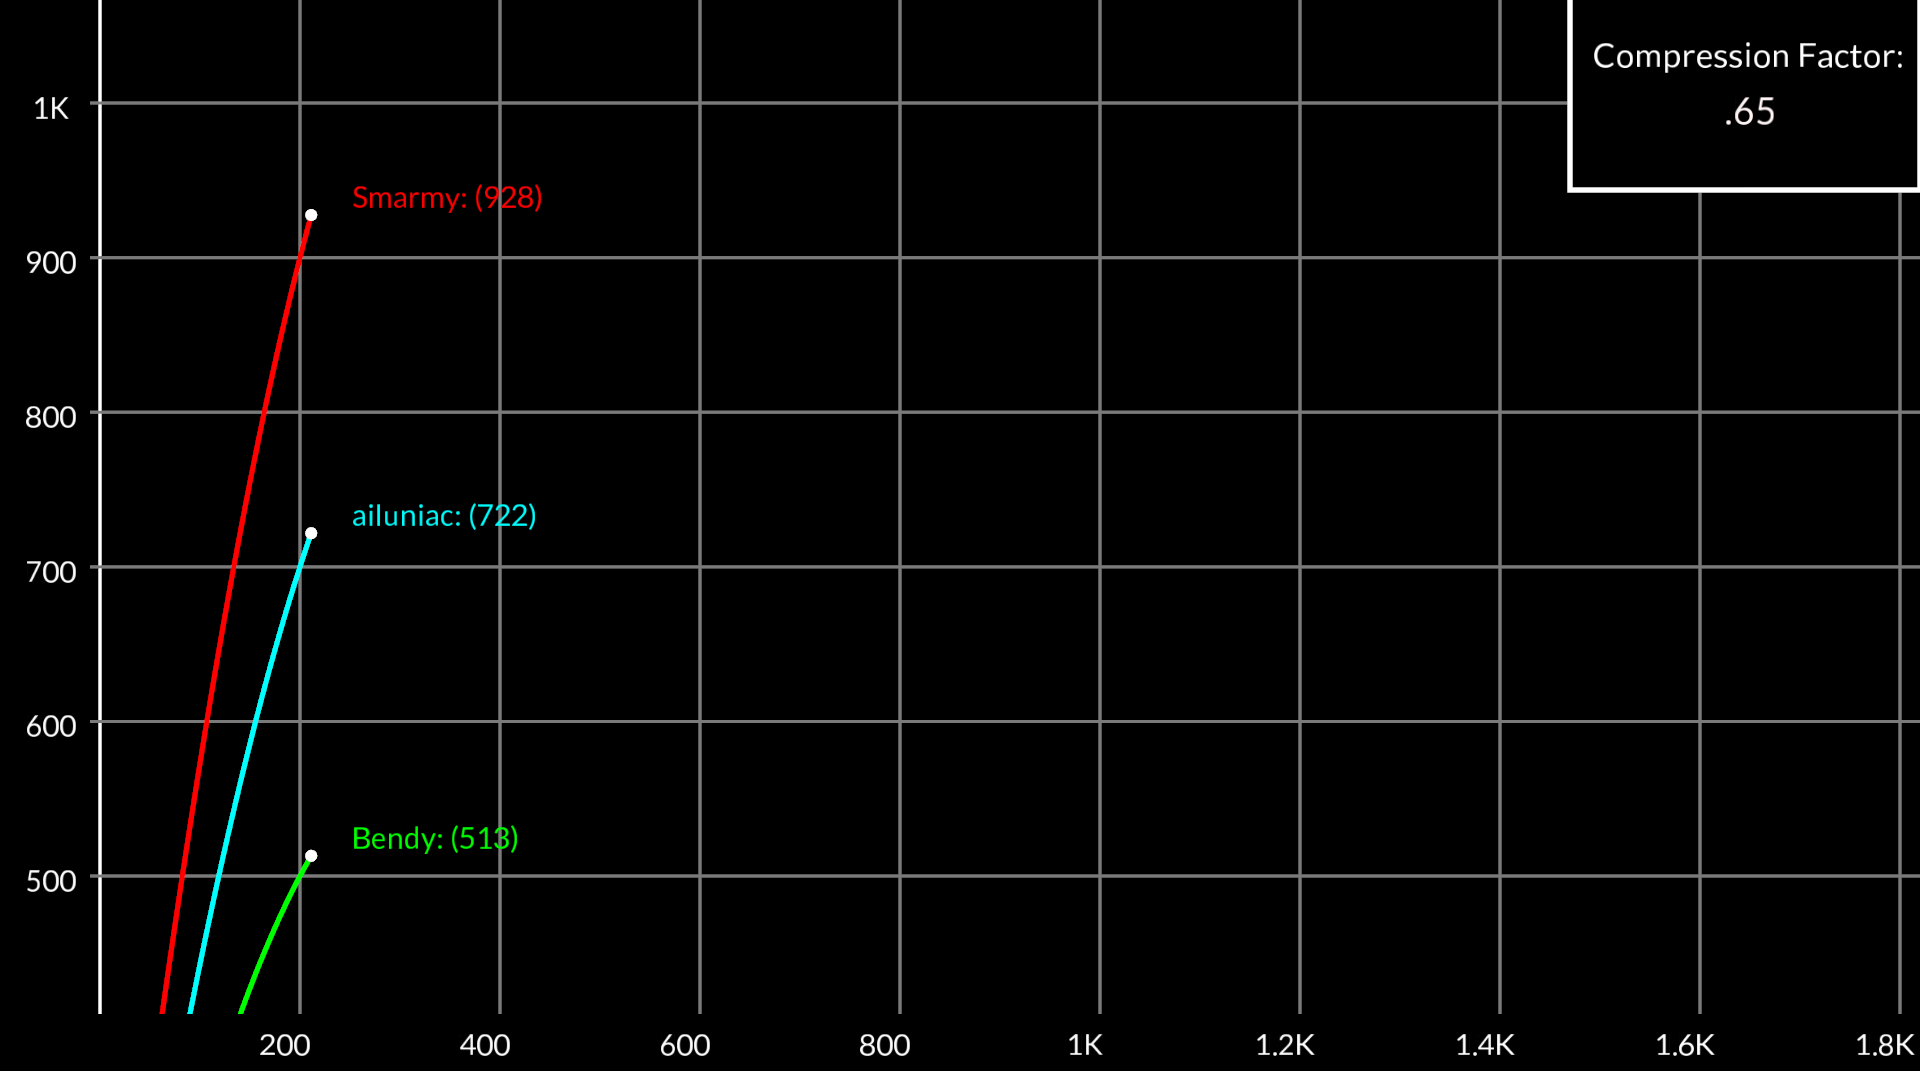 Compression Factor:
.65
1K
Smarmy: (928)
900
800
ailuniac: (722)
700
600
Bendy: (513)
500
200 400 600 800 1K 1.2K 1.4K 1.6K 1.8K